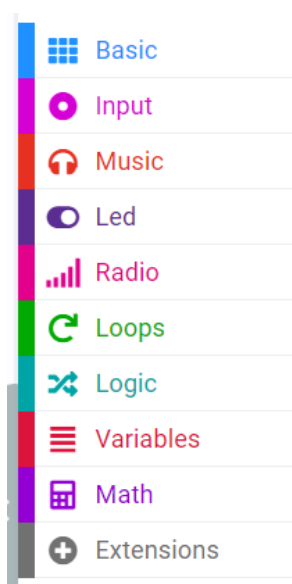 Basic
Input
Music
Led
Radio
Loops
Logic
Variables
Math
Extensions